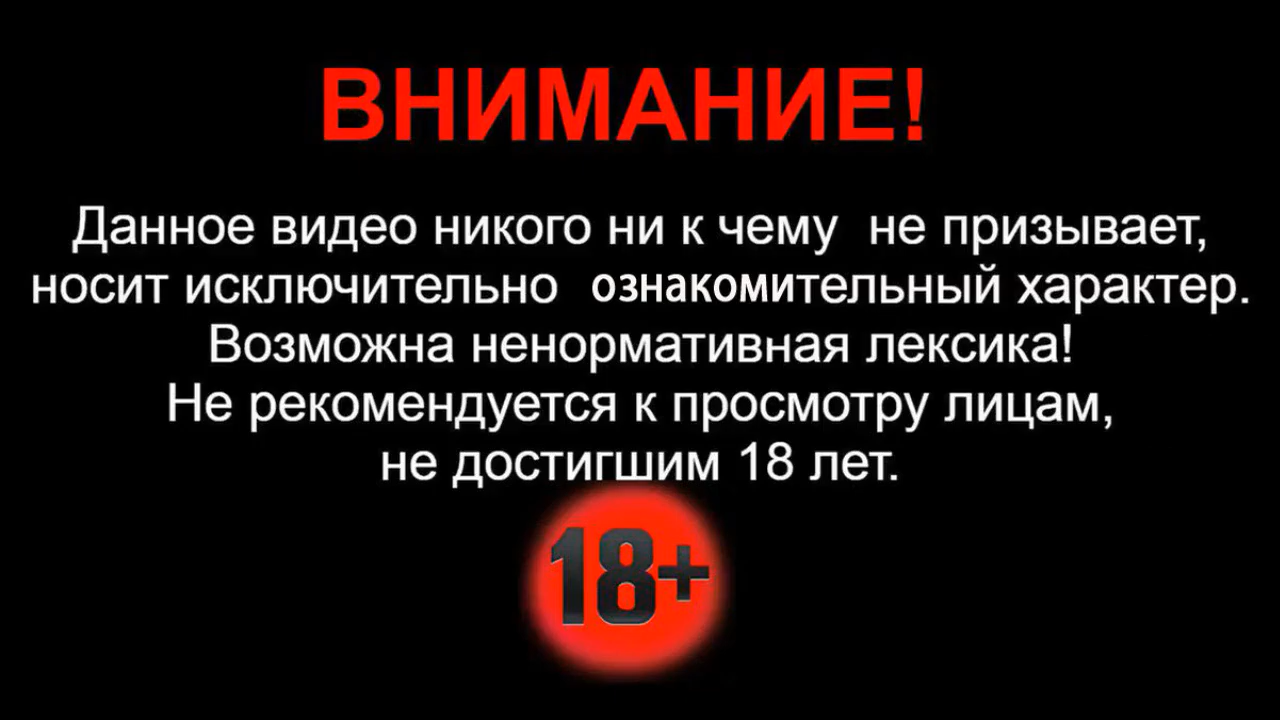 ВНИМАНИЕ!
Данное видео никого ни к чему не призывает,
носит исключительно ознакомительный характер.
Возможна ненормативная лексика!
Не рекомендуется к просмотру лицам,
не достигшим 18 лет.
18+